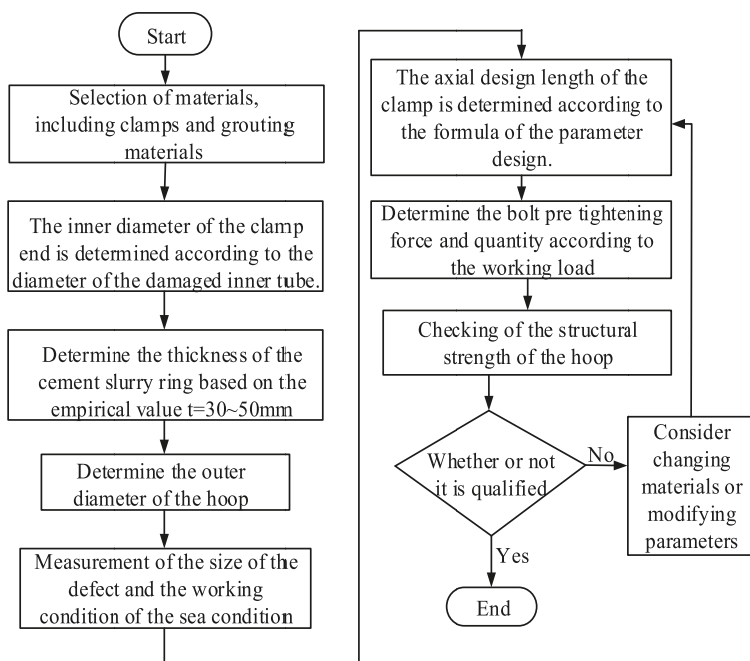 Start
Selection of materials,
including clamps and grouting
materials
The inner diameter of the clamp
end is determined according to the
diameter of the damaged inner tube.
Determine the thickness of the
cement slurry ring based on the
empirical value t=30~50mm
Determine the outer
diameter of the hoop
Measurement of the size of the
defect and the working
condition of the sea condition
The axial design length of the
clamp is determined according to
the formula of the parameter
design.
Determine the bolt pre tightening
force and quantity according to
the working load
Checking of the structural
strength of the hoop
Whether or not
it is qualified
No
Consider
changing
materials or
modifying
parameters
Yes
End